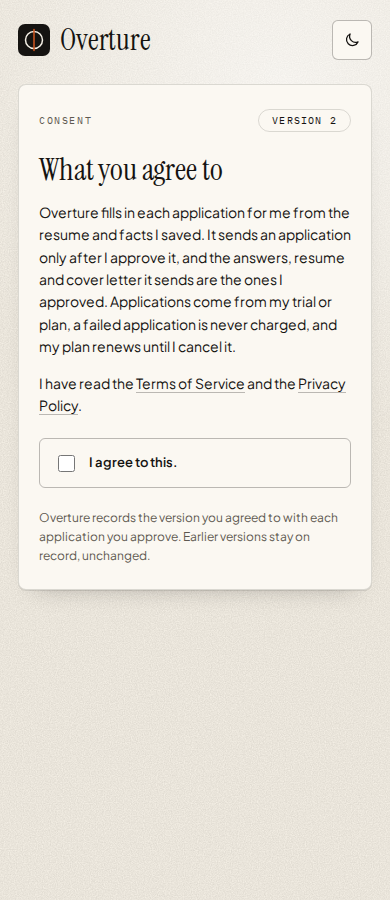 Overture
CONSENT
VERSION 2
What you agree to
Overture fills in each application for me from the
resume and facts I saved. It sends an application
only after I approve it, and the answers, resume
and cover letter it sends are the ones I
approved. Applications come from my trial or
plan, a failed application is never charged, and
my plan renews until I cancel it.
I have read the Terms of Service and the Privacy
Policy.
I agree to this.
Overture records the version you agreed to with each
application you approve. Earlier versions stay on
record, unchanged.